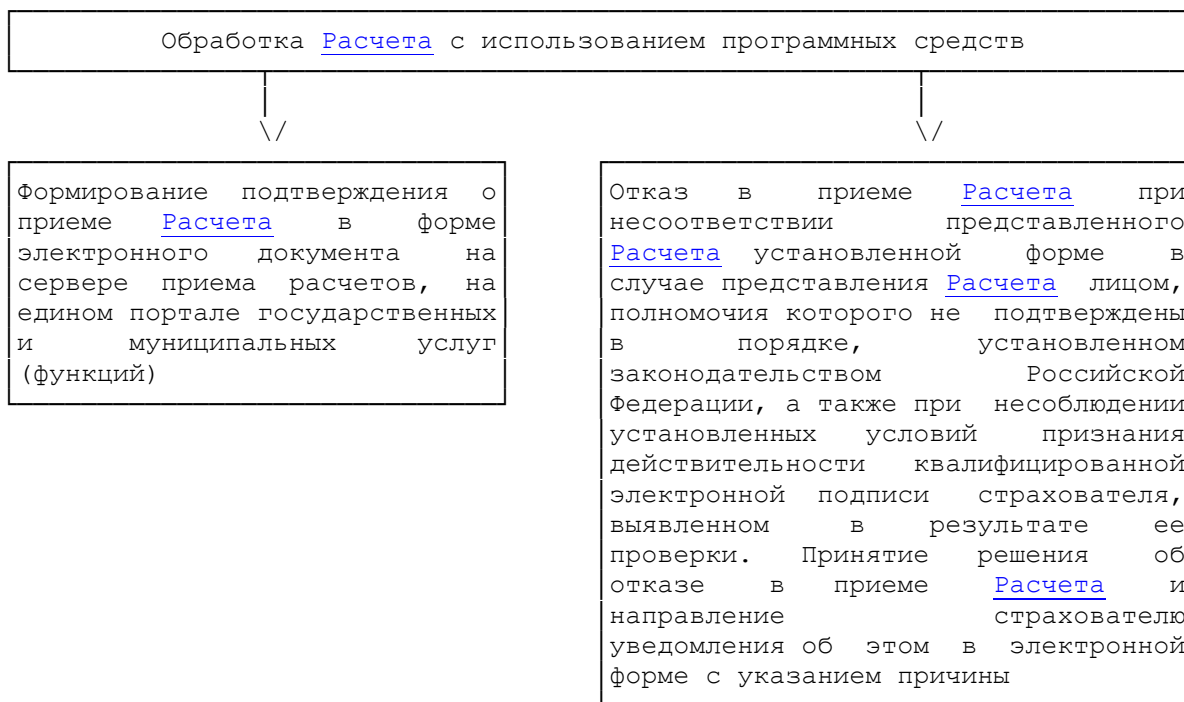 Обработка Расчета с использованием программных средств
\/
\/
Формирование подтверждения о
приеме Расчета в форме
электронного документа на
сервере приема расчетов, на
едином портале государственных
и муниципальных услуг
(функций)
Отказ в приеме Расчета при
несоответствии представленного
Расчета установленной форме в
случае представления Расчета лицом,
полномочия которого не подтверждены
в порядке, установленном
законодательством Российской
Федерации, а также при несоблюдении
установленных условий признания
действительности квалифицированной
электронной подписи страхователя,
выявленном в результате ее
проверки. Принятие решения об
отказе в приеме Расчета и
направление страхователю
уведомления об этом в электронной
форме с указанием причины